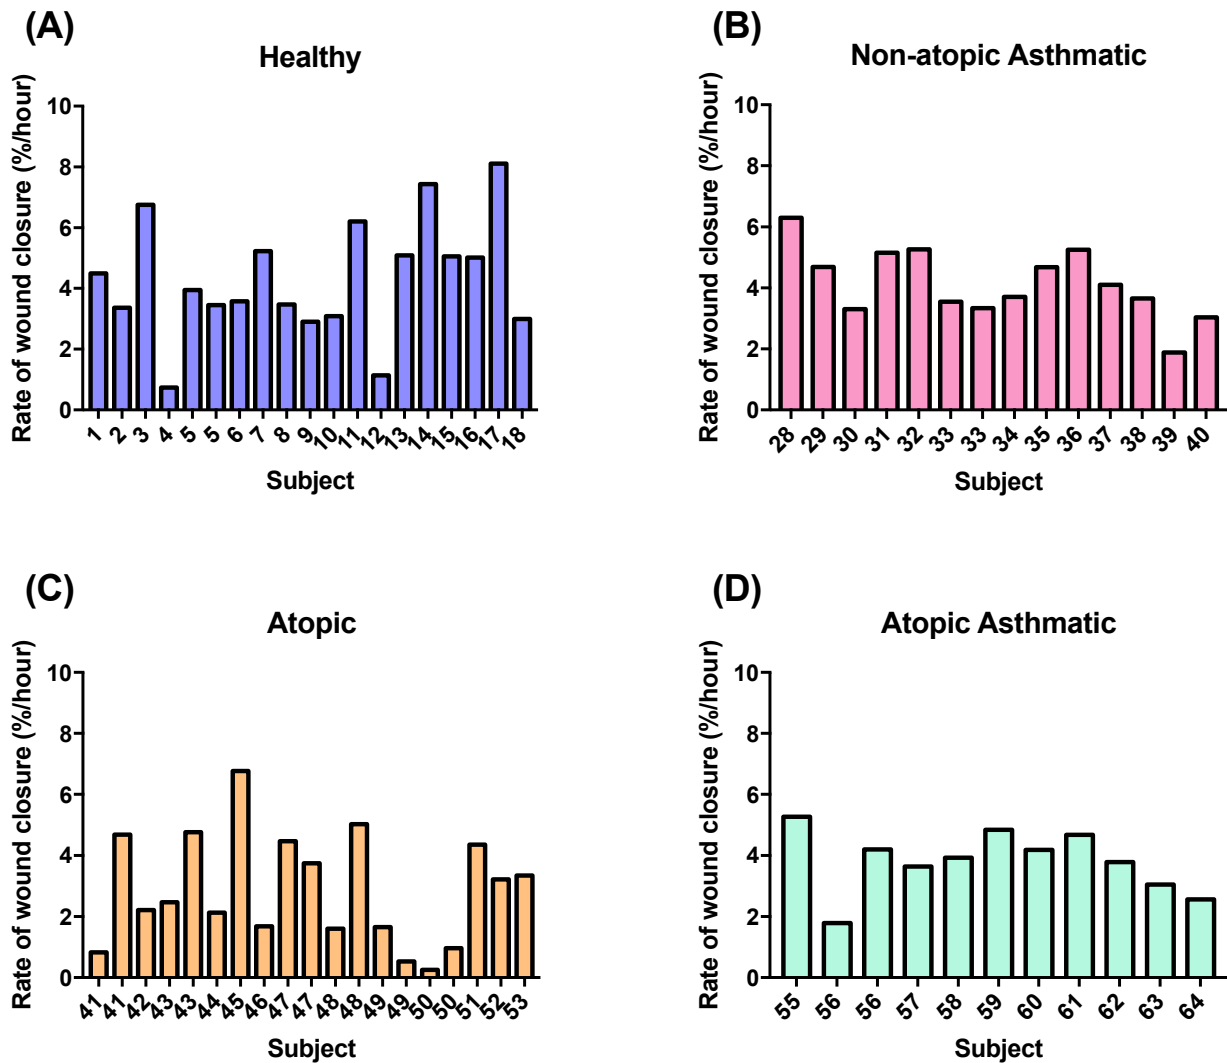 (A)
Healthy
Rate of wound closure (%/hour)
10
8
6
4
2
0
1 2 3 4 5 5 6 7 8 9 10 11 12 13 14 15 16 17 18
Subject
(B)
Non-atopic Asthmatic
Rate of wound closure (%/hour)
10
8
6
4
2
0
28 29 30 31 32 33 33 34 35 36 37 38 39 40
Subject
(C)
Atopic
Rate of wound closure (%/hour)
10
8
6
4
2
0
41 41 42 43 43 44 45 46 47 47 48 48 49 49 50 50 51 52 53
Subject
(D)
Atopic Asthmatic
Rate of wound closure (%/hour)
10
8
6
4
2
0
55 56 56 57 58 59 60 61 62 63 64
Subject